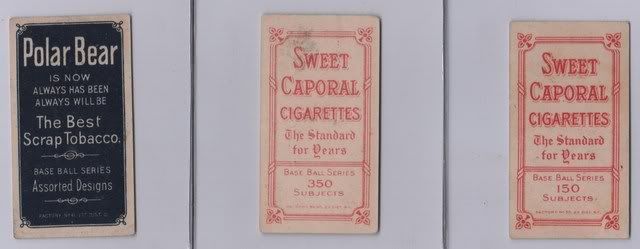 Polar Bear
IS NOW
ALWAYS HAS BEEN
ALWAYS WILL BE
The Best
Scrap Tobacco.
BASE BALL SERIES
Assorted Designs
FACTORY
SWEET
CAPORAL
CIGARETTES
The Standard
for Years
BASE BALL SERIES
350
SUBJECTS
SWEET
CAPORAL
CIGARETTES
The Standard
for Years
BASE BALL SERIES
150
SUBJECTS